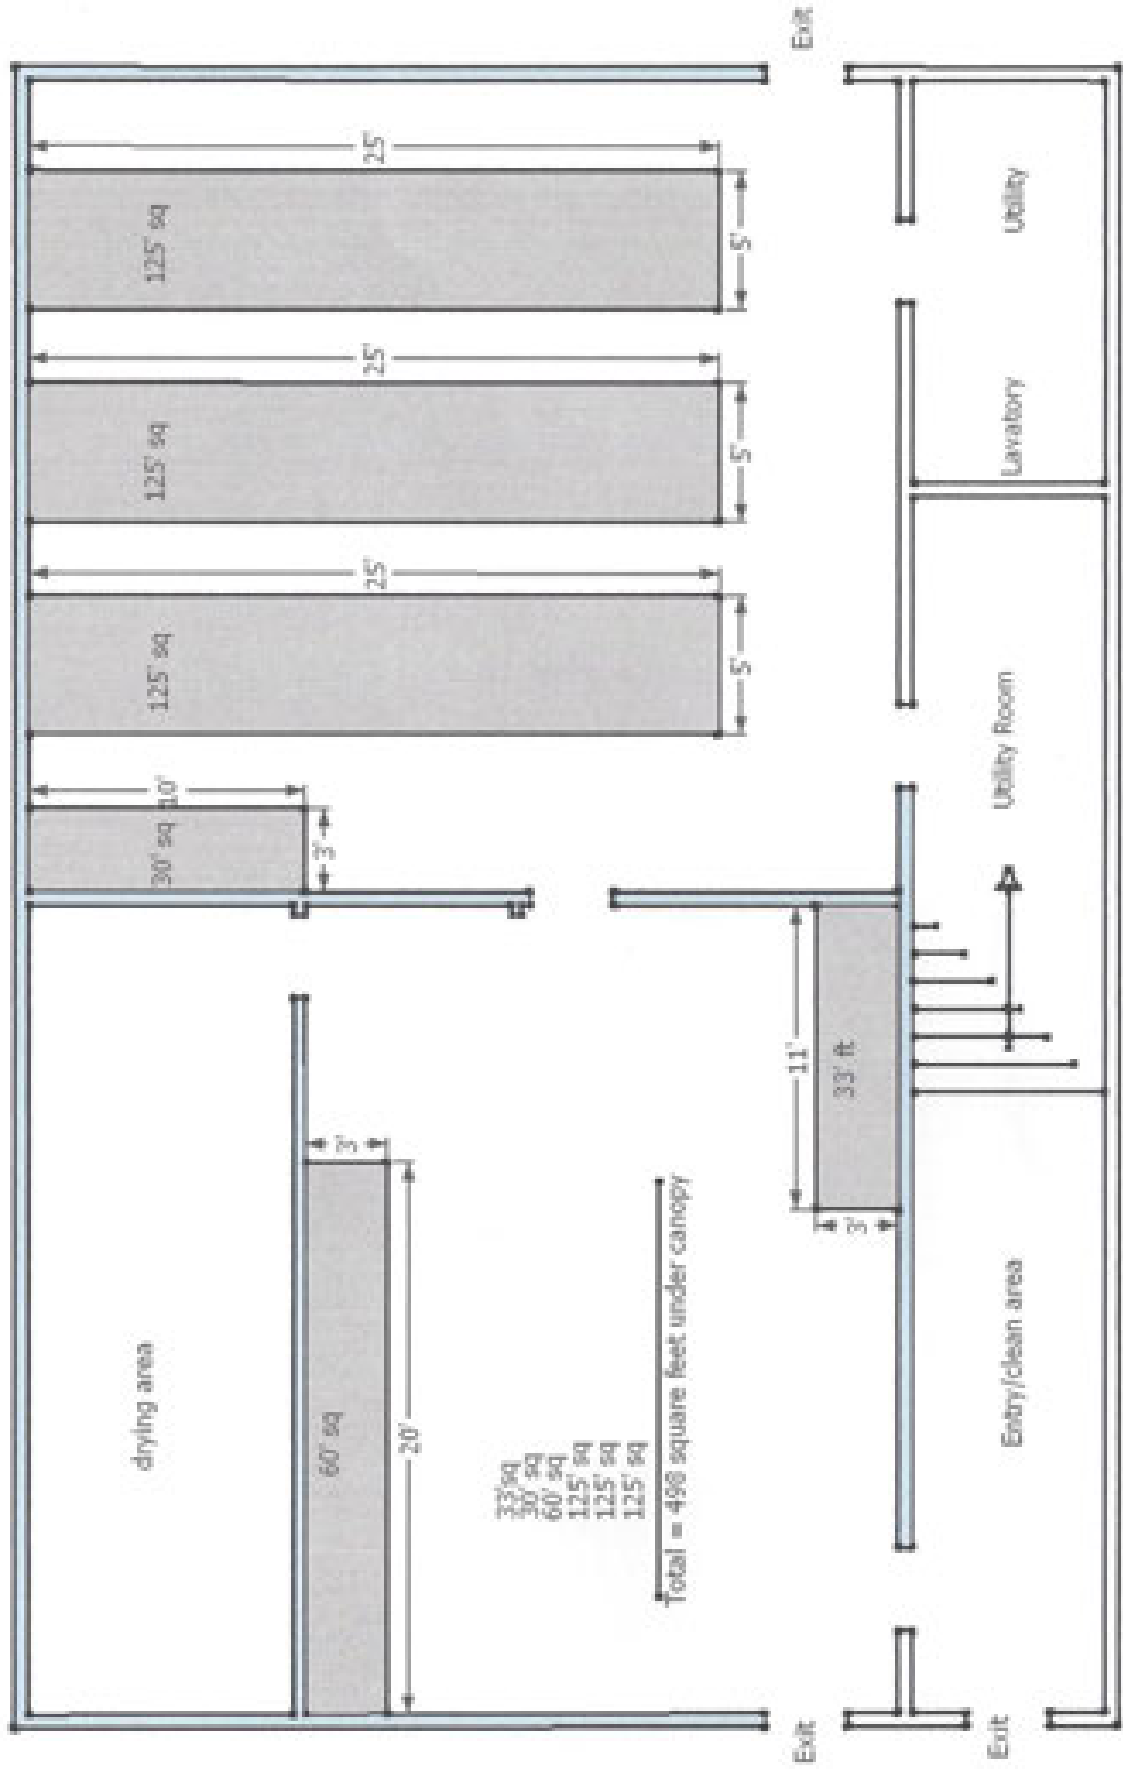 drying area
30' sq
10'
125' sq
125' sq
125' sq
60' sq
3'
3'
25'
25'
25'
20'
33'sq
30' sq
60' sq
125' sq
125' sq
125' sq
Total = 498 square feet under canopy
5'
5'
5'
11'
Exit
Exit
33' ft
3'
Exit
Entry/clean area
Utility Room
Lavatory
Utility